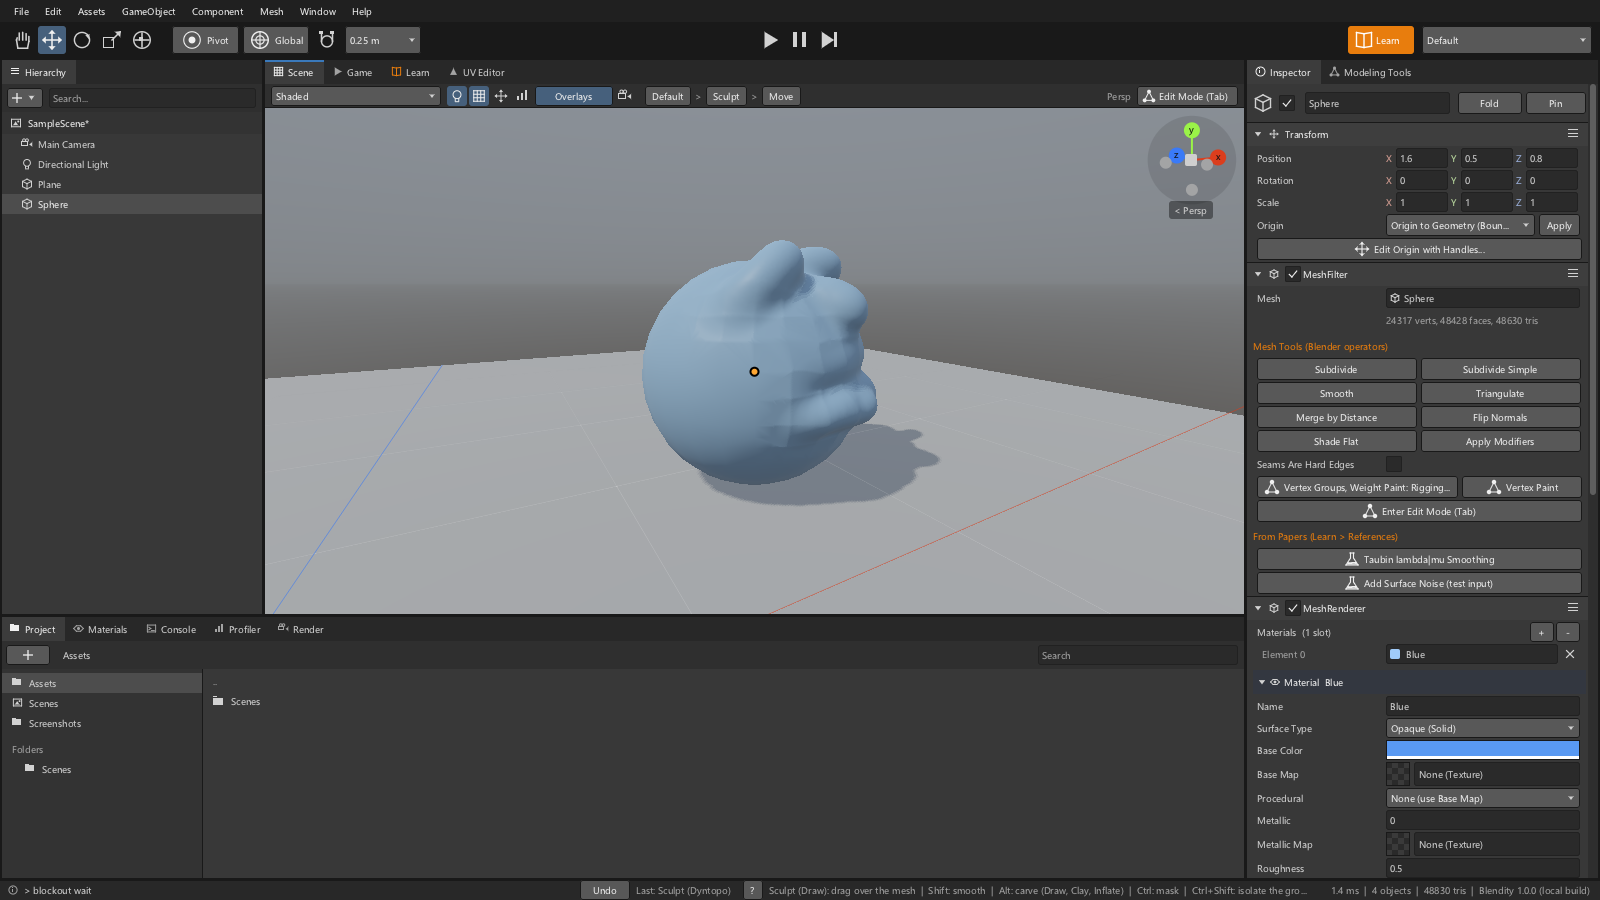 File Edit Assets GameObject Component Mesh Window Help
Pivot Global 0.25 m Learn Default
Hierarchy
Search...
SampleScene*
Main Camera
Directional Light
Plane
Sphere
Scene Game Learn UV Editor
Shaded Overlays Default > Sculpt > Move Persp Edit Mode (Tab)
y
z x
< Persp
Inspector Modeling Tools
Sphere Fold Pin
Transform
Position X 1.6 Y 0.5 Z 0.8
Rotation X 0 Y 0 Z 0
Scale X 1 Y 1 Z 1
Origin Origin to Geometry (Boun... Apply
Edit Origin with Handles...
MeshFilter
Mesh Sphere
24317 verts, 48428 faces, 48630 tris
Mesh Tools (Blender operators)
Subdivide Subdivide Simple
Smooth Triangulate
Merge by Distance Flip Normals
Shade Flat Apply Modifiers
Seams Are Hard Edges
Vertex Groups, Weight Paint: Rigging... Vertex Paint
Enter Edit Mode (Tab)
From Papers (Learn > References)
Taubin lambda|mu Smoothing
Add Surface Noise (test input)
MeshRenderer
Materials (1 slot) + -
Element 0 Blue
Material Blue
Name Blue
Surface Type Opaque (Solid)
Base Color
Base Map None (Texture)
Procedural None (use Base Map)
Metallic 0
Metallic Map None (Texture)
Roughness 0.5
Project Materials Console Profiler Render
+ Assets Search
Assets
Scenes
Screenshots
Folders
Scenes
..
Scenes
> blockout wait Undo Last: Sculpt (Dyntopo) ? Sculpt (Draw): drag over the mesh | Shift: smooth | Alt: carve (Draw, Clay, Inflate) | Ctrl: mask | Ctrl+Shift: isolate the gro... 1.4 ms | 4 objects | 48830 tris | Blendity 1.0.0 (local build)